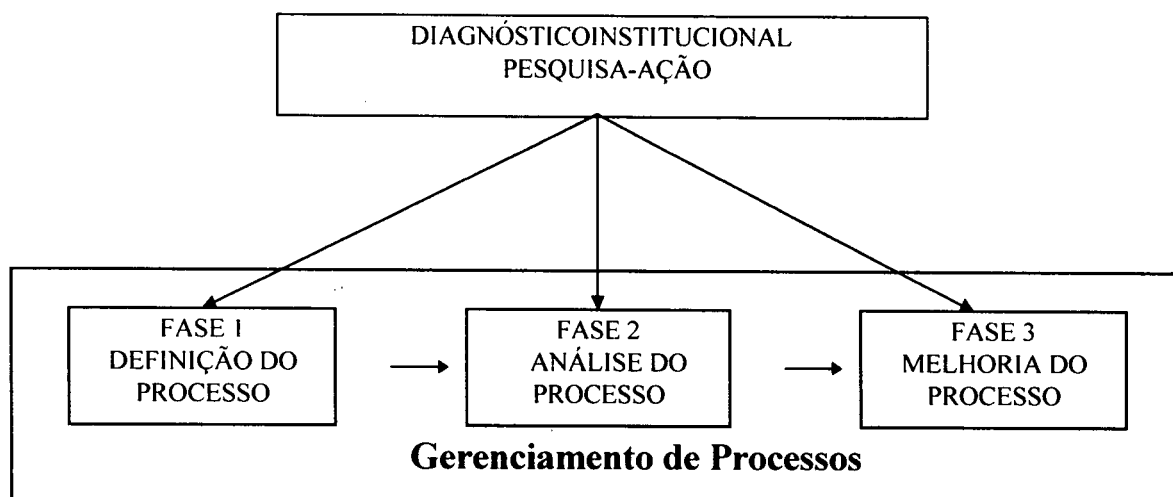 DIAGNÓSTICOINSTITUCIONAL
PESQUISA-AÇÃO
FASE 1
DEFINIÇÃO DO
PROCESSO
FASE 2
ANÁLISE DO
PROCESSO
FASE 3
MELHORIA DO
PROCESSO
Gerenciamento de Processos